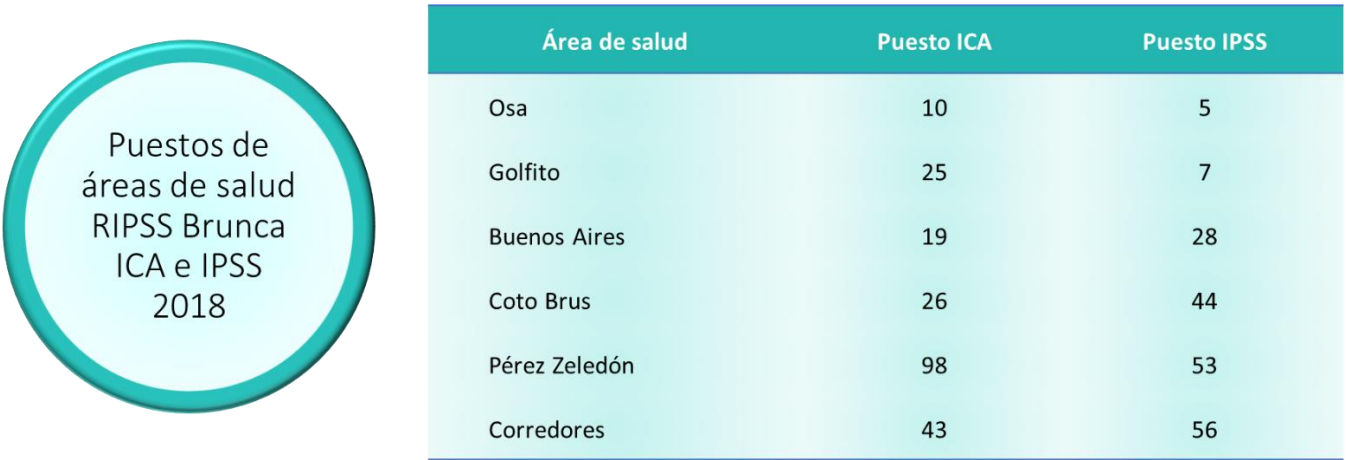 Puestos de
áreas de salud
RIPSS Brunca
ICA e IPSS
2018
Área de salud Puesto ICA Puesto IPSS
Osa 10 5
Golfito 25 7
Buenos Aires 19 28
Coto Brus 26 44
Pérez Zeledón 98 53
Corredores 43 56